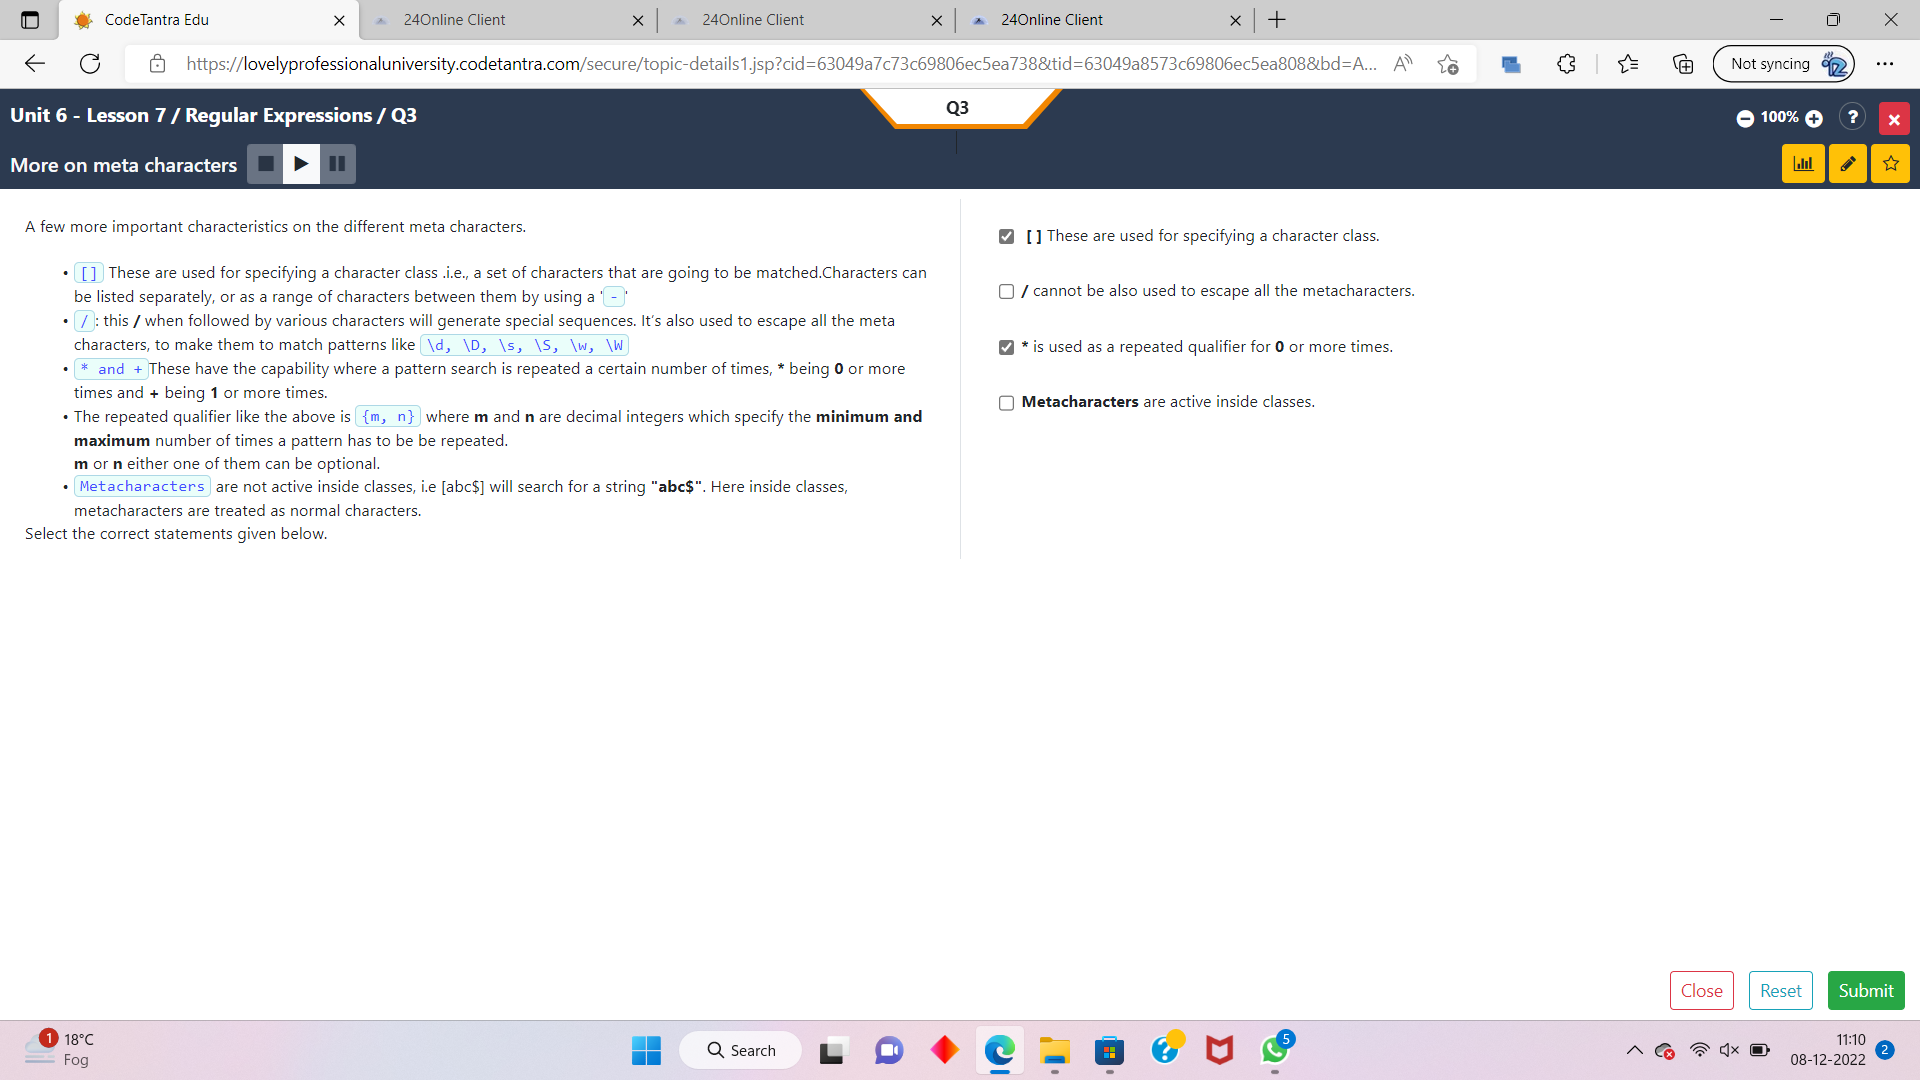 CodeTantra Edu
24Online Client
24Online Client
24Online Client
https://lovelyprofessionaluniversity.codetantra.com/secure/topic-details1.jsp?cid=63049a7c73c69806ec5ea738&tid=63049a8573c69806ec5ea808&bd=A...
Not syncing
Unit 6 - Lesson 7 / Regular Expressions / Q3
Q3
100%
?
More on meta characters
A few more important characteristics on the different meta characters.
• [] These are used for specifying a character class .i.e., a set of characters that are going to be matched.Characters can
be listed separately, or as a range of characters between them by using a '-'
• /: this / when followed by various characters will generate special sequences. It's also used to escape all the meta
characters, to make them to match patterns like \d, \D, \s, \S, \w, \W
• * and + These have the capability where a pattern search is repeated a certain number of times, * being 0 or more
times and + being 1 or more times.
• The repeated qualifier like the above is {m, n} where m and n are decimal integers which specify the minimum and
maximum number of times a pattern has to be be repeated.
m or n either one of them can be optional.
• Metacharacters are not active inside classes, i.e [abc$] will search for a string "abc$". Here inside classes,
metacharacters are treated as normal characters.
Select the correct statements given below.
[ ] These are used for specifying a character class.
/ cannot be also used to escape all the metacharacters.
* is used as a repeated qualifier for 0 or more times.
Metacharacters are active inside classes.
Close
Reset
Submit
1
18°C
Fog
Search
5
11:10
08-12-2022
2